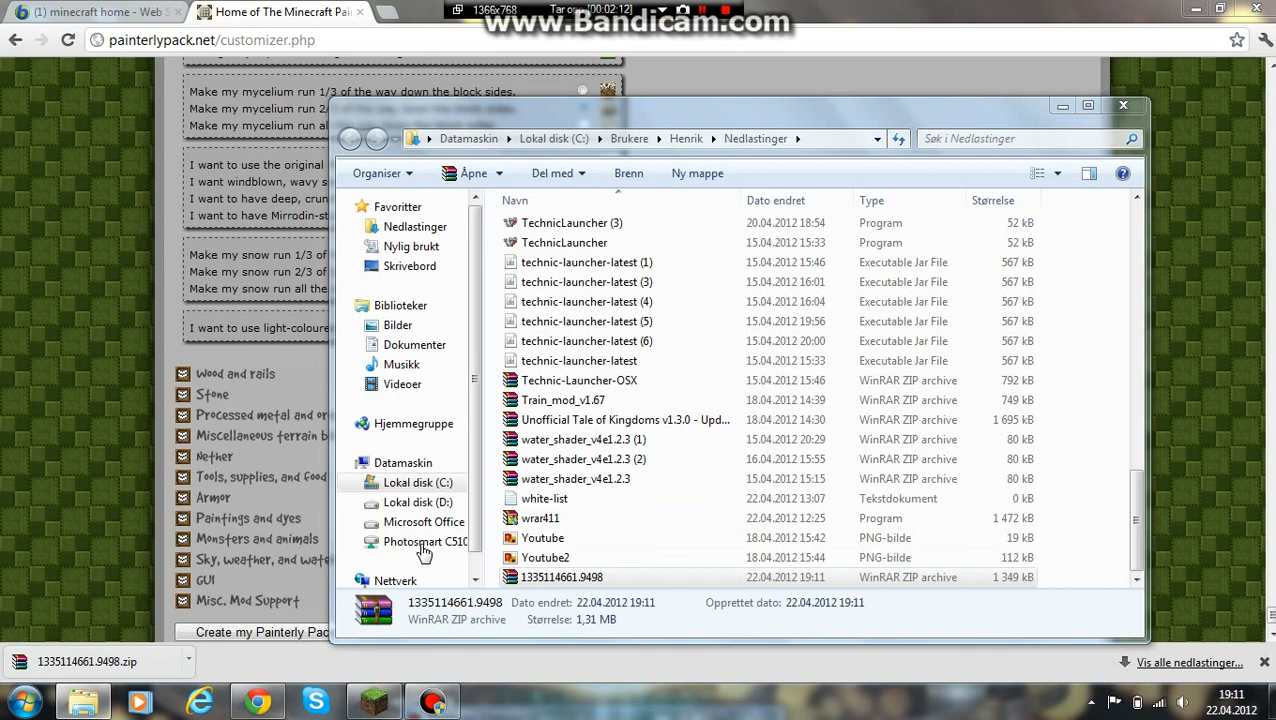 (1) minecraft home - Web S
Home of The Minecraft Pai
1366x768
(00:02:12)
www.Bandicam.com
painterlypack.net/customizer.php
Make my mycelium run 1/3 of the way down the block sides.
Make my mycelium run 2/
Make my mycelium run al
I want to use the original
I want windblown, wavy s
I want to have deep, crun
I want to have Mirrodin-st
Make my snow run 1/3 of
Make my snow run 2/3 of
Make my snow run all the
I want to use light-coloure
Wood and rails
Stone
Processed metal and or
Miscellaneous terrain b
Nether
Tools, supplies, and food
Armor
Paintings and dyes
Monsters and animals
Sky, weather, and wate
GUI
Misc. Mod Support
Create my Painterly Pac
Datamaskin
Lokal disk (C:)
Brukere
Henrik
Nedlastinger
Søk i Nedlastinger
Organiser
Åpne
Del med
Brenn
Ny mappe
Favoritter
Nedlastinger
Nylig brukt
Skrivebord
Biblioteker
Bilder
Dokumenter
Musikk
Videoer
Hjemmegruppe
Datamaskin
Lokal disk (C:)
Lokal disk (D:)
Microsoft Office
Photosmart C510
Nettverk
Navn Dato endret Type Størrelse
TechnicLauncher (3) 20.04.2012 18:54 Program 52 kB
TechnicLauncher 15.04.2012 15:33 Program 52 kB
technic-launcher-latest (1) 15.04.2012 15:46 Executable Jar File 567 kB
technic-launcher-latest (3) 15.04.2012 16:01 Executable Jar File 567 kB
technic-launcher-latest (4) 15.04.2012 16:04 Executable Jar File 567 kB
technic-launcher-latest (5) 15.04.2012 19:56 Executable Jar File 567 kB
technic-launcher-latest (6) 15.04.2012 20:00 Executable Jar File 567 kB
technic-launcher-latest 15.04.2012 15:33 Executable Jar File 567 kB
Technic-Launcher-OSX 15.04.2012 15:46 WinRAR ZIP archive 792 kB
Train_mod_v1.67 18.04.2012 14:39 WinRAR ZIP archive 749 kB
Unofficial Tale of Kingdoms v1.3.0 - Upd... 18.04.2012 14:30 WinRAR ZIP archive 1 695 kB
water_shader_v4e1.2.3 (1) 15.04.2012 20:29 WinRAR ZIP archive 80 kB
water_shader_v4e1.2.3 (2) 16.04.2012 15:55 WinRAR ZIP archive 80 kB
water_shader_v4e1.2.3 15.04.2012 15:15 WinRAR ZIP archive 80 kB
white-list 22.04.2012 13:07 Tekstdokument 0 kB
wrar411 22.04.2012 12:25 Program 1 472 kB
Youtube 18.04.2012 15:42 PNG-bilde 19 kB
Youtube2 18.04.2012 15:44 PNG-bilde 112 kB
1335114661.9498 22.04.2012 19:11 WinRAR ZIP archive 1 349 kB
1335114661.9498 Dato endret: 22.04.2012 19:11 Opprettet dato: 22.04.2012 19:11
WinRAR ZIP archive Størrelse: 1,31 MB
1335114661.9498.zip
Vis alle nedlastinger...
19:11
22.04.2012